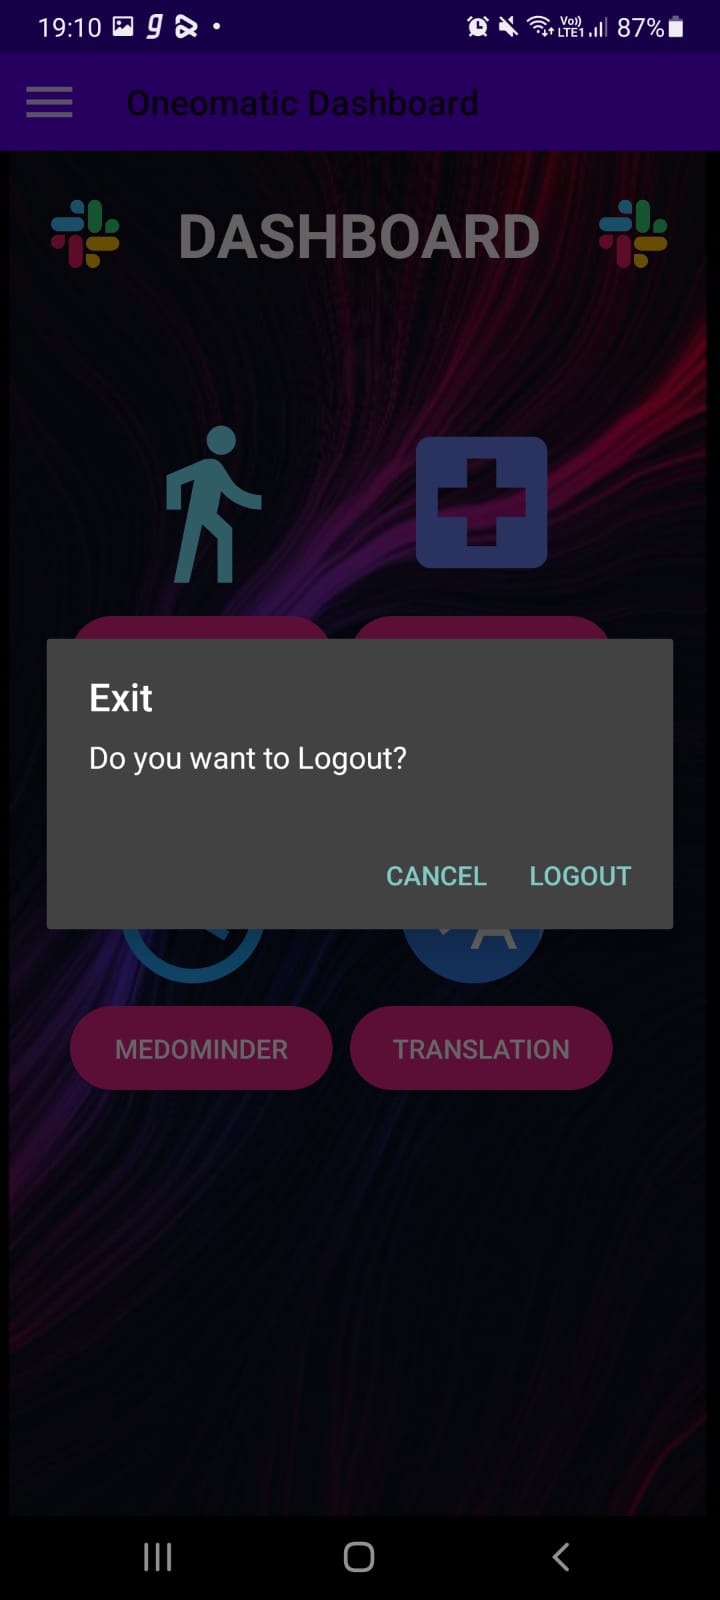 19:10
g
Vo))
LTE1
87%
Oneomatic Dashboard
DASHBOARD
Exit
Do you want to Logout?
CANCEL LOGOUT
A
MEDOMINDER TRANSLATION